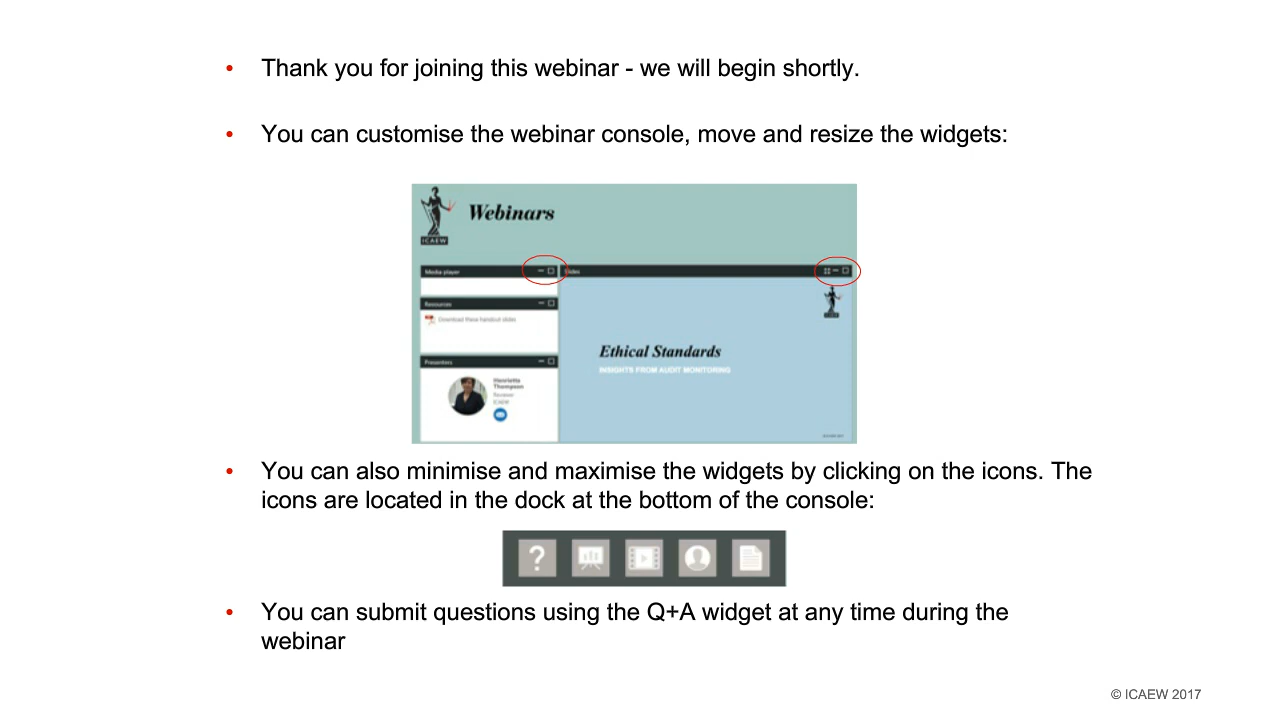 • Thank you for joining this webinar - we will begin shortly.
• You can customise the webinar console, move and resize the widgets:
ICAEW
Webinars
Media player
Slides
Resources
Download these handout slides
Ethical Standards
INSIGHTS FROM AUDIT MONITORING
Presenters
Henrietta
Thompson
Reviewer
ICAEW
• You can also minimise and maximise the widgets by clicking on the icons. The
icons are located in the dock at the bottom of the console:
?
• You can submit questions using the Q+A widget at any time during the
webinar
© ICAEW 2017